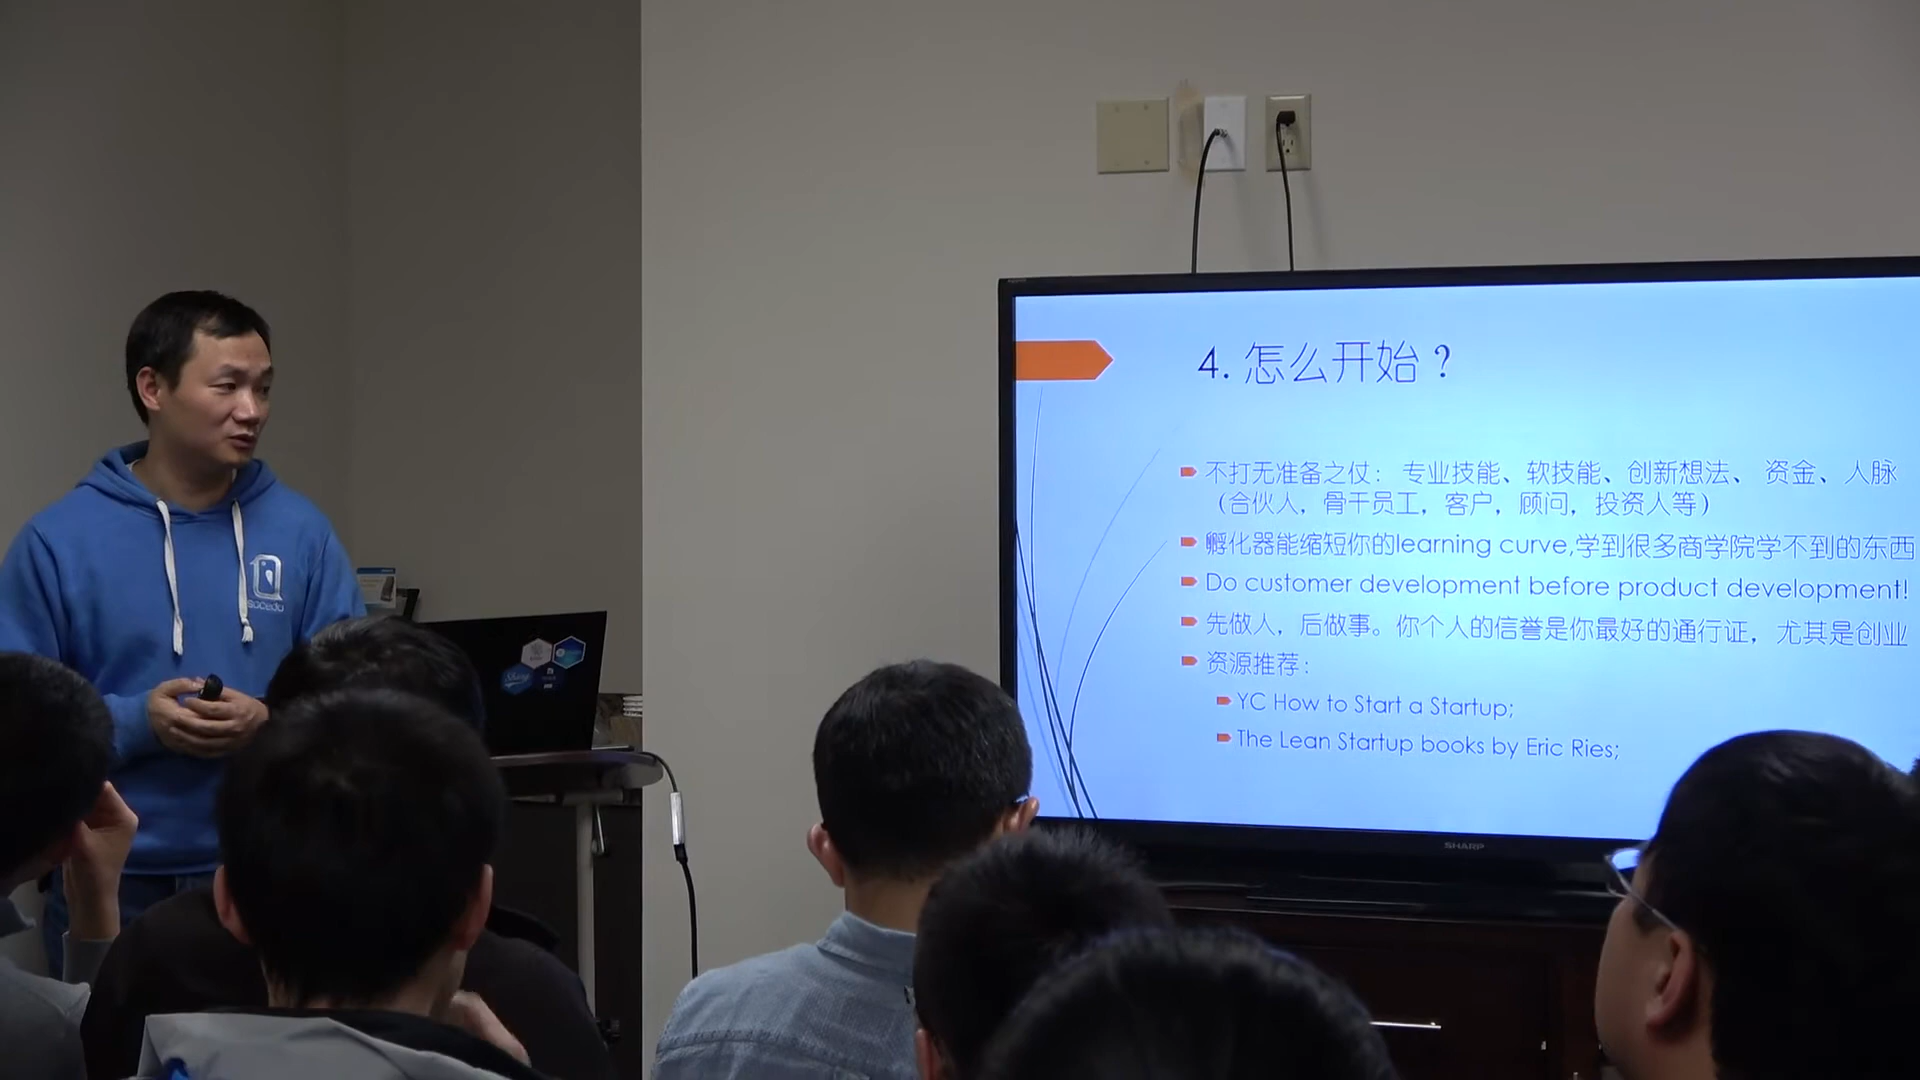 4. 怎么开始？
不打无准备之仗： 专业技能、软技能、创新想法、 资金、人脉
（合伙人，骨干员工，客户，顾问，投资人等）
孵化器能缩短你的learning curve,学到很多商学院学不到的东西
Do customer development before product development!
先做人，后做事。你个人的信誉是你最好的通行证，尤其是创业
资源推荐：
YC How to Start a Startup;
The Lean Startup books by Eric Ries;
SHARP